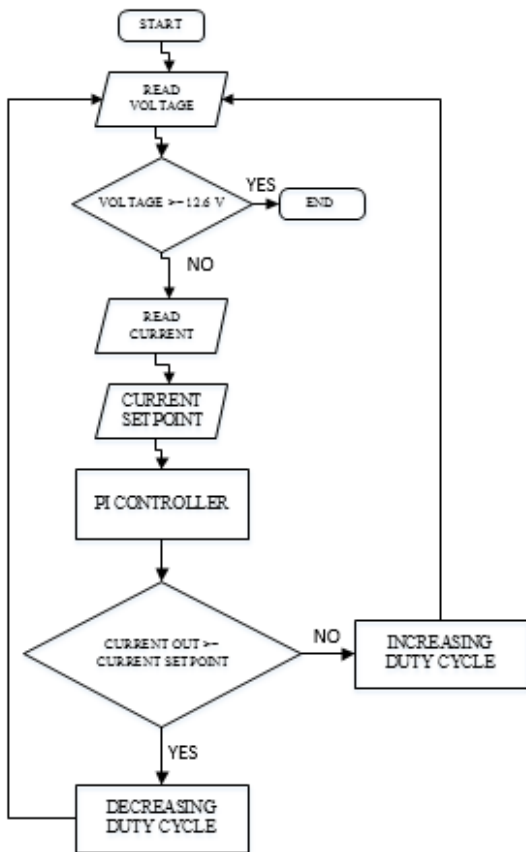 START
READ
VOLTAGE
VOLTAGE >= 12.6 V
YES
END
NO
READ
CURRENT
CURRENT
SETPOINT
PI CONTROLLER
CURRENT OUT >=
CURRENT SETPOINT
NO
INCREASING
DUTY CYCLE
YES
DECREASING
DUTY CYCLE